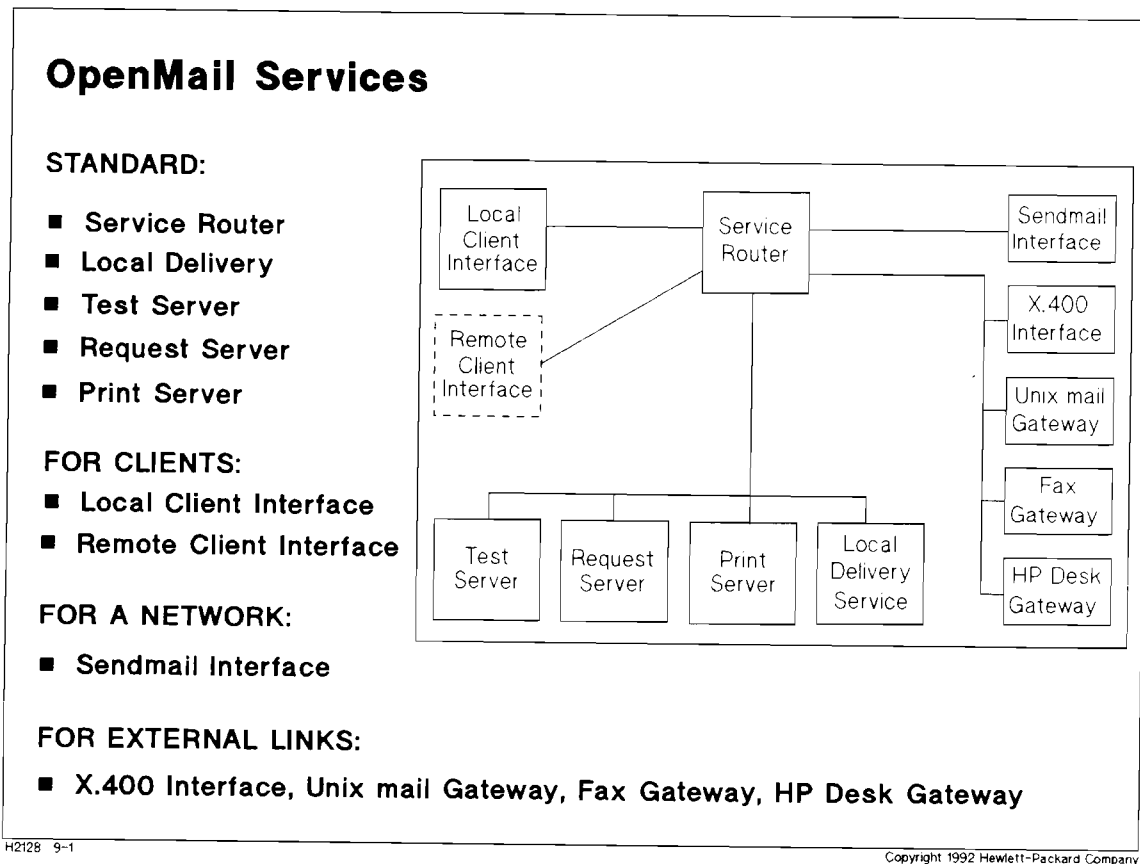 OpenMail Services
STANDARD:
■ Service Router
■ Local Delivery
■ Test Server
■ Request Server
■ Print Server
FOR CLIENTS:
■ Local Client Interface
■ Remote Client Interface
FOR A NETWORK:
■ Sendmail Interface
FOR EXTERNAL LINKS:
■ X.400 Interface, Unix mail Gateway, Fax Gateway, HP Desk Gateway
Local
Client
Interface
Service
Router
Sendmail
Interface
Remote
Client
Interface
X.400
Interface
Unix mail
Gateway
Fax
Gateway
HP Desk
Gateway
Test
Server
Request
Server
Print
Server
Local
Delivery
Service
H2128 9-1
Copyright 1992 Hewlett-Packard Company